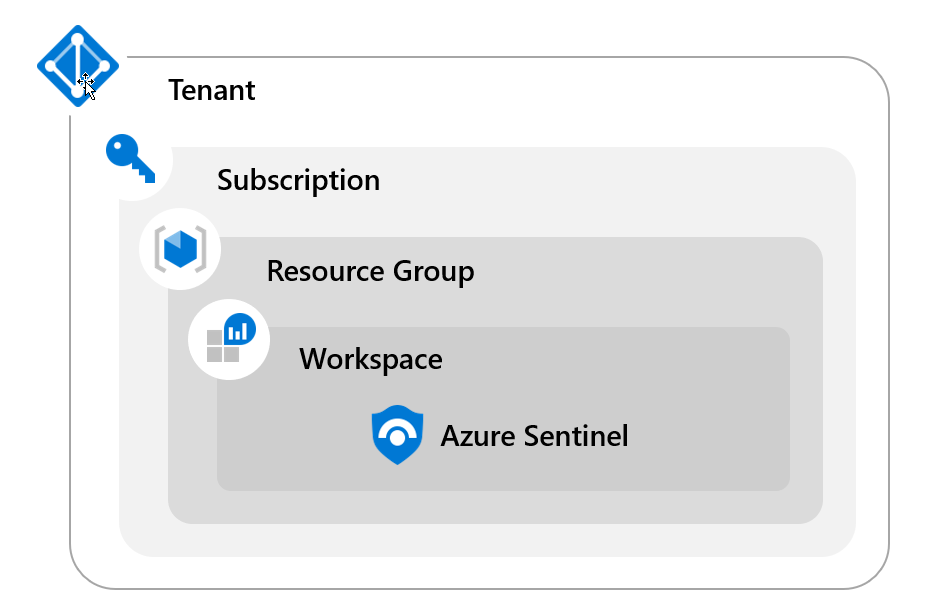 Tenant
Subscription
Resource Group
Workspace
Azure Sentinel